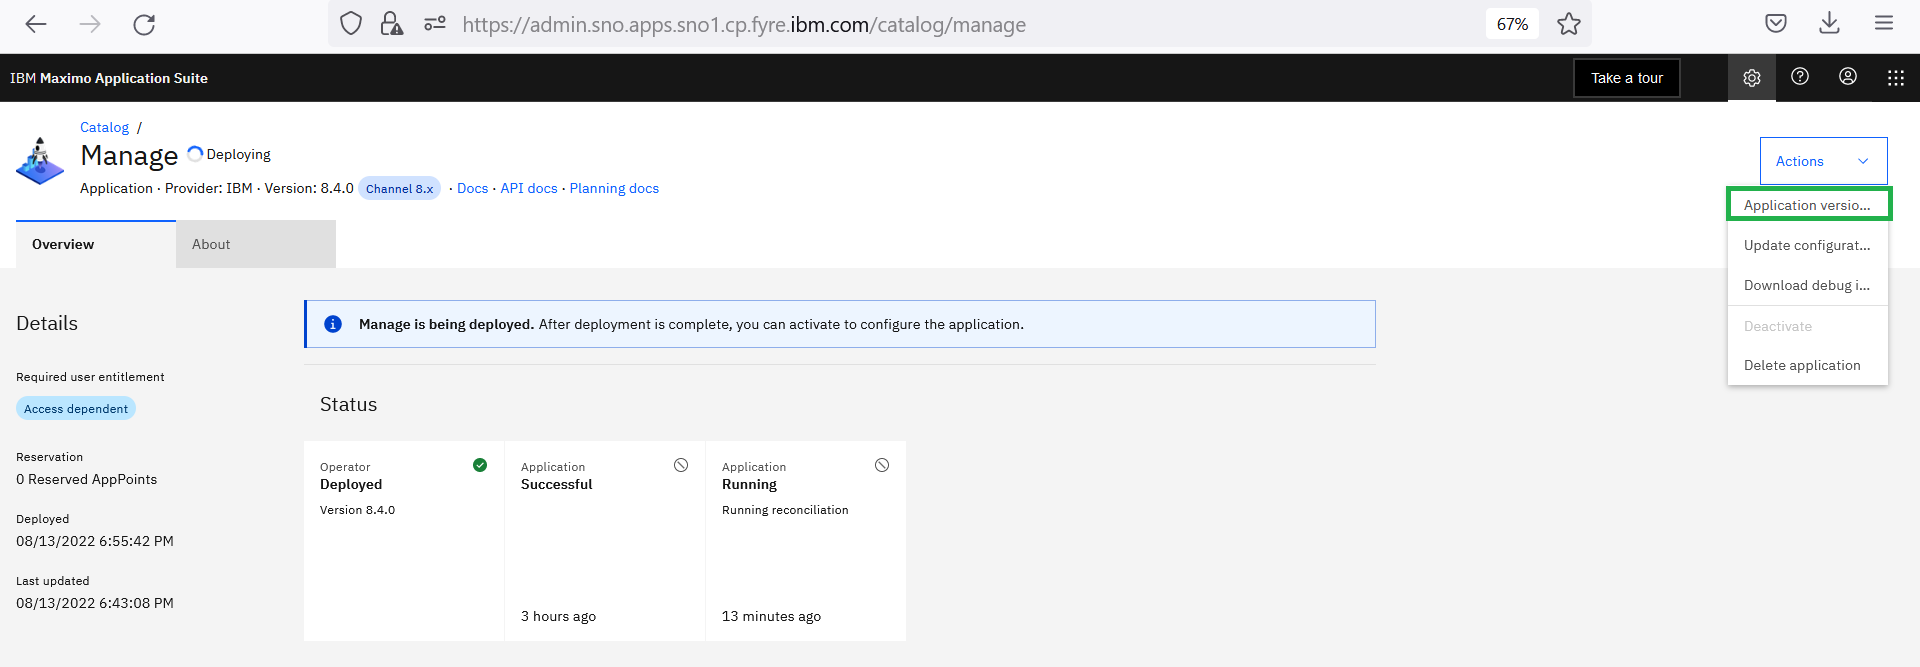 https://admin.sno.apps.sno1.cp.fyre.ibm.com/catalog/manage
67%
IBM Maximo Application Suite
Take a tour
Catalog /
Manage Deploying
Actions
Application · Provider: IBM · Version: 8.4.0 Channel 8.x · Docs · API docs · Planning docs
Application versio...
Update configurat...
Download debug i...
Deactivate
Delete application
Overview
About
Details
Manage is being deployed. After deployment is complete, you can activate to configure the application.
Required user entitlement
Access dependent
Reservation
0 Reserved AppPoints
Deployed
08/13/2022 6:55:42 PM
Last updated
08/13/2022 6:43:08 PM
Status
Operator
Deployed
Version 8.4.0
Application
Successful
3 hours ago
Application
Running
Running reconciliation
13 minutes ago